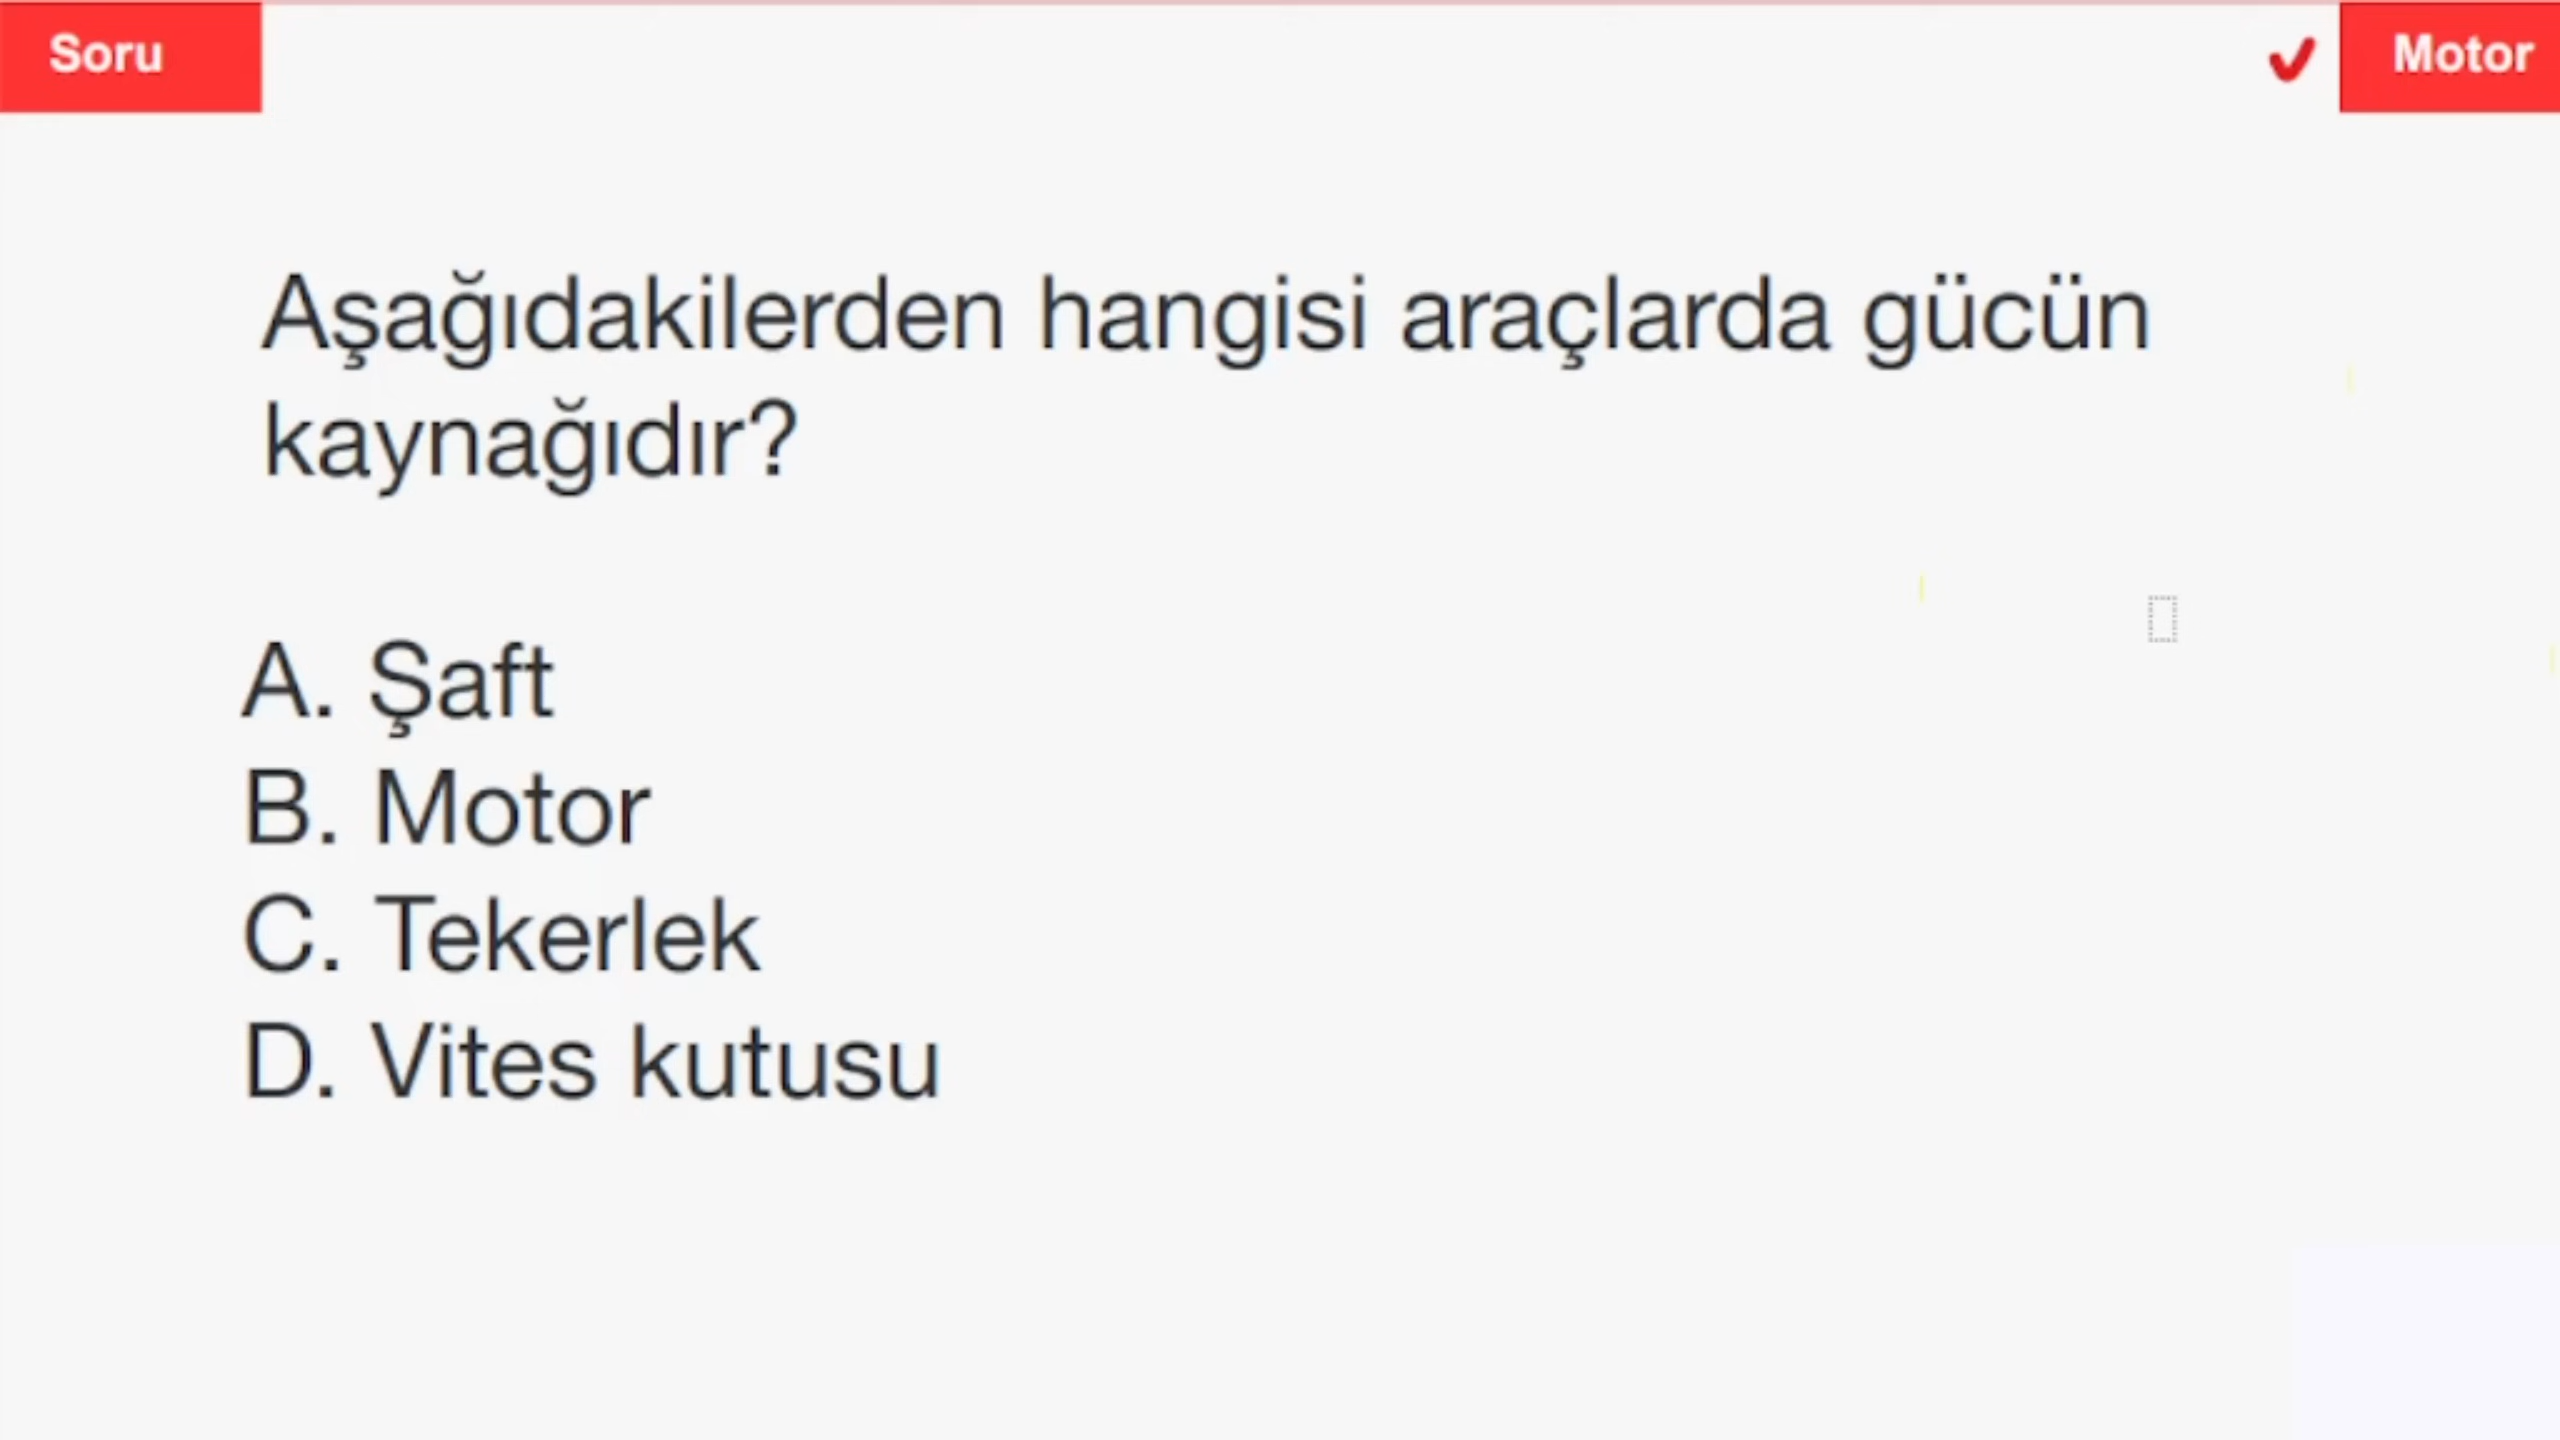 Soru
Motor
Aşağıdakilerden hangisi araçlarda gücün
kaynağıdır?
A. Şaft
B. Motor
C. Tekerlek
D. Vites kutusu